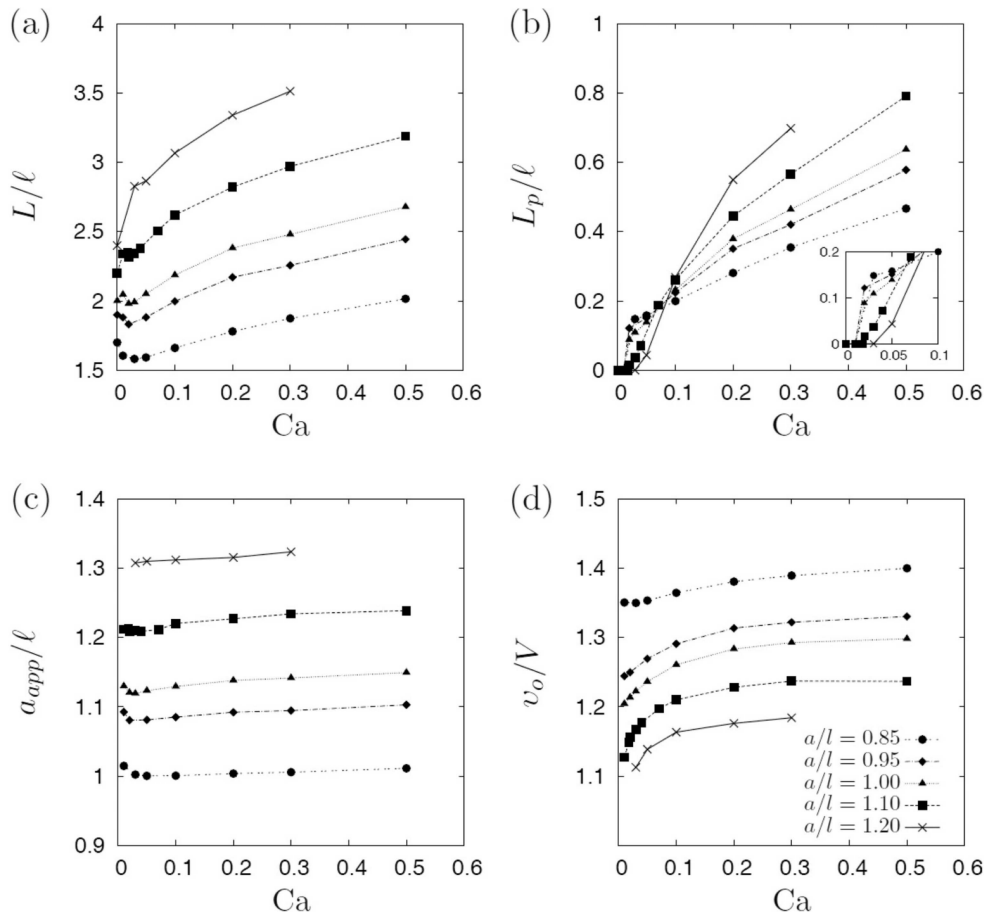 (a)
4
3.5
3
2.5
2
1.5
L/ℓ
0 0.1 0.2 0.3 0.4 0.5 0.6
Ca
(b)
1
0.8
0.6
0.4
0.2
0
L_p/ℓ
0.2
0.1
0
0 0.05 0.1
0 0.1 0.2 0.3 0.4 0.5 0.6
Ca
(c)
1.4
1.3
1.2
1.1
1
0.9
a_{app}/ℓ
0 0.1 0.2 0.3 0.4 0.5 0.6
Ca
(d)
1.5
1.4
1.3
1.2
1.1
v_o/V
a/l = 0.85
a/l = 0.95
a/l = 1.00
a/l = 1.10
a/l = 1.20
0 0.1 0.2 0.3 0.4 0.5 0.6
Ca